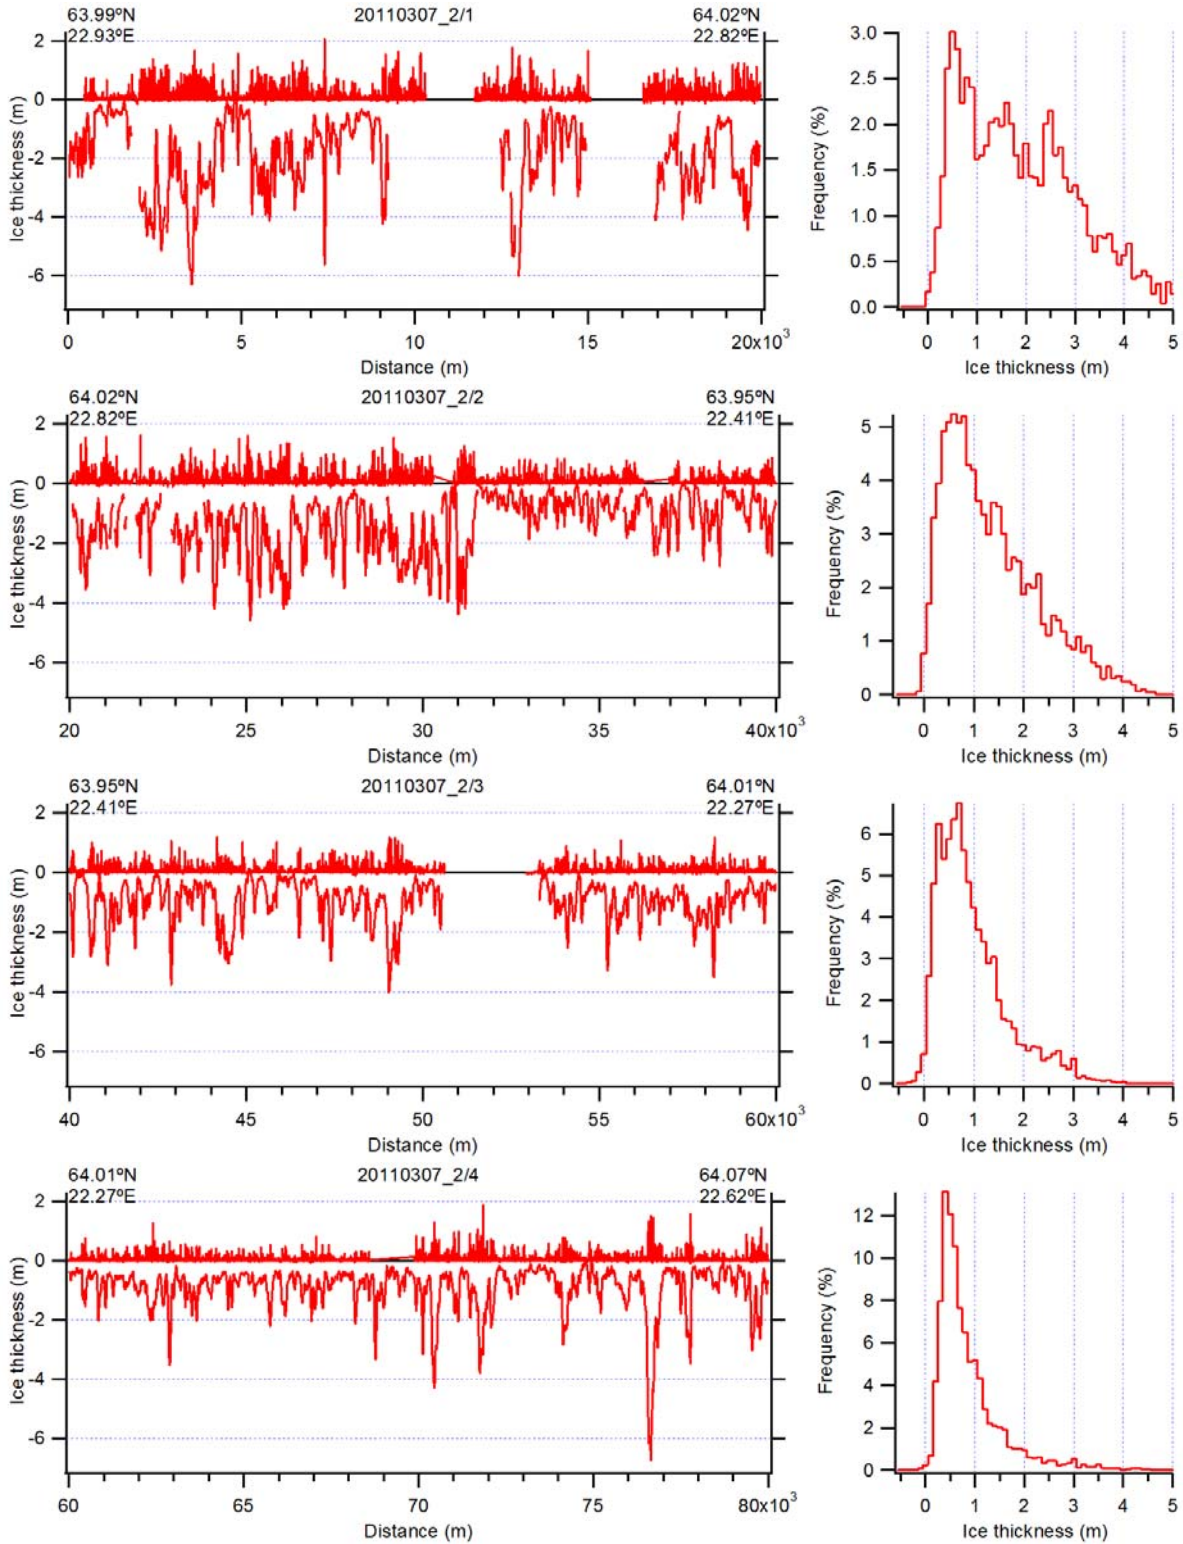 63.99ºN 20110307_2/1 64.02ºN
22.93ºE 22.82ºE
Ice thickness (m)
2
0
-2
-4
-6
0 5 10 15 20x10³
Distance (m)
Frequency (%)
3.0
2.5
2.0
1.5
1.0
0.5
0.0
0 1 2 3 4 5
Ice thickness (m)
64.02ºN 20110307_2/2 63.95ºN
22.82ºE 22.41ºE
Ice thickness (m)
2
0
-2
-4
-6
20 25 30 35 40x10³
Distance (m)
Frequency (%)
5
4
3
2
1
0
0 1 2 3 4 5
Ice thickness (m)
63.95ºN 20110307_2/3 64.01ºN
22.41ºE 22.27ºE
Ice thickness (m)
2
0
-2
-4
-6
40 45 50 55 60x10³
Distance (m)
Frequency (%)
6
5
4
3
2
1
0
0 1 2 3 4 5
Ice thickness (m)
64.01ºN 20110307_2/4 64.07ºN
22.27ºE 22.62ºE
Ice thickness (m)
2
0
-2
-4
-6
60 65 70 75 80x10³
Distance (m)
Frequency (%)
12
10
8
6
4
2
0
0 1 2 3 4 5
Ice thickness (m)